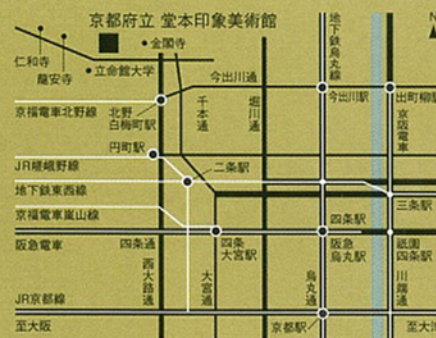 京都府立 堂本印象美術館
N
金閣寺
仁和寺
龍安寺
立命館大学
地下鉄烏丸線
今出川通
京福電車北野線
北野
白梅町駅
千本通
堀川通
今出川駅
出町柳駅
京阪電車
円町駅
二条駅
JR嵯峨野線
地下鉄東西線
京福電車嵐山線
三条駅
四条駅
阪急電車
四条通
四条
大宮駅
阪急
烏丸駅
祇園
四条駅
西大路通
大宮通
烏丸通
川端通
JR京都線
至大阪
京都駅
至大